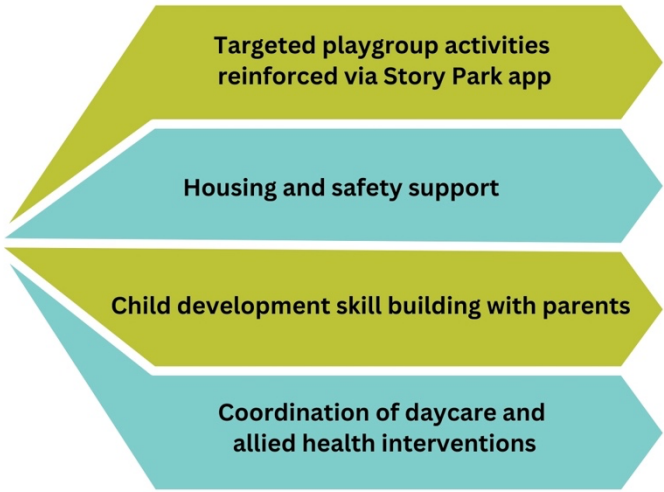 Targeted playgroup activities
reinforced via Story Park app
Housing and safety support
Child development skill building with parents
Coordination of daycare and
allied health interventions